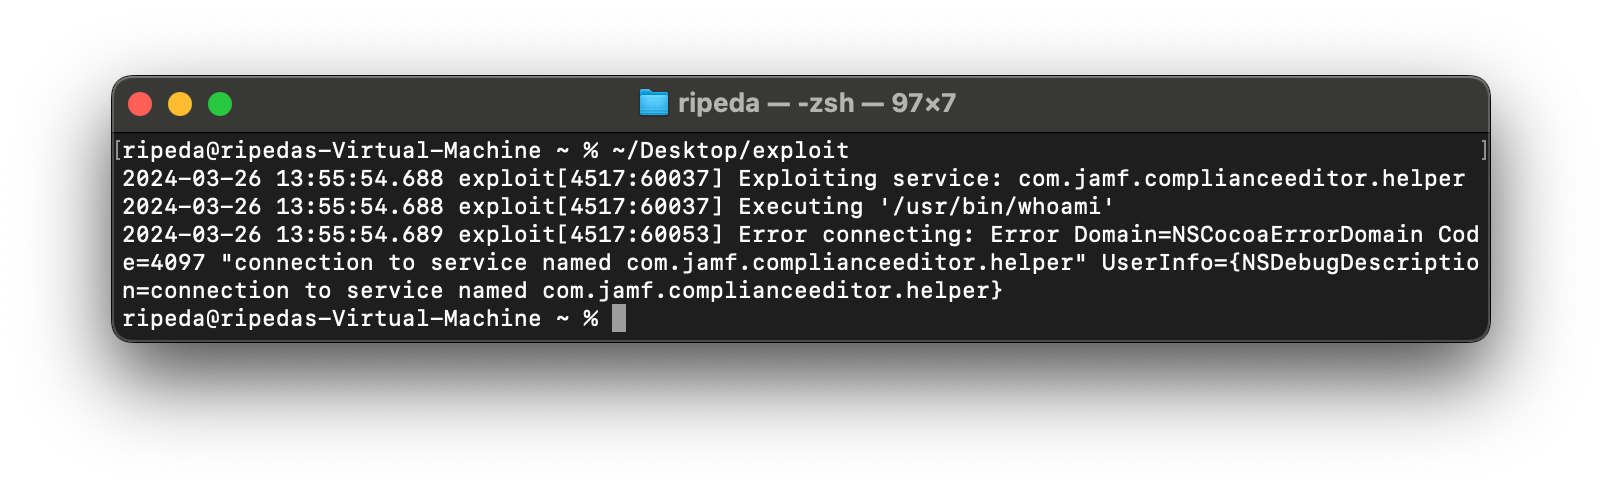 ripeda — -zsh — 97×7
[ripeda@ripedas-Virtual-Machine ~ % ~/Desktop/exploit ]
2024-03-26 13:55:54.688 exploit[4517:60037] Exploiting service: com.jamf.complianceeditor.helper
2024-03-26 13:55:54.688 exploit[4517:60037] Executing '/usr/bin/whoami'
2024-03-26 13:55:54.689 exploit[4517:60053] Error connecting: Error Domain=NSCocoaErrorDomain Cod
e=4097 "connection to service named com.jamf.complianceeditor.helper" UserInfo={NSDebugDescriptio
n=connection to service named com.jamf.complianceeditor.helper}
ripeda@ripedas-Virtual-Machine ~ %